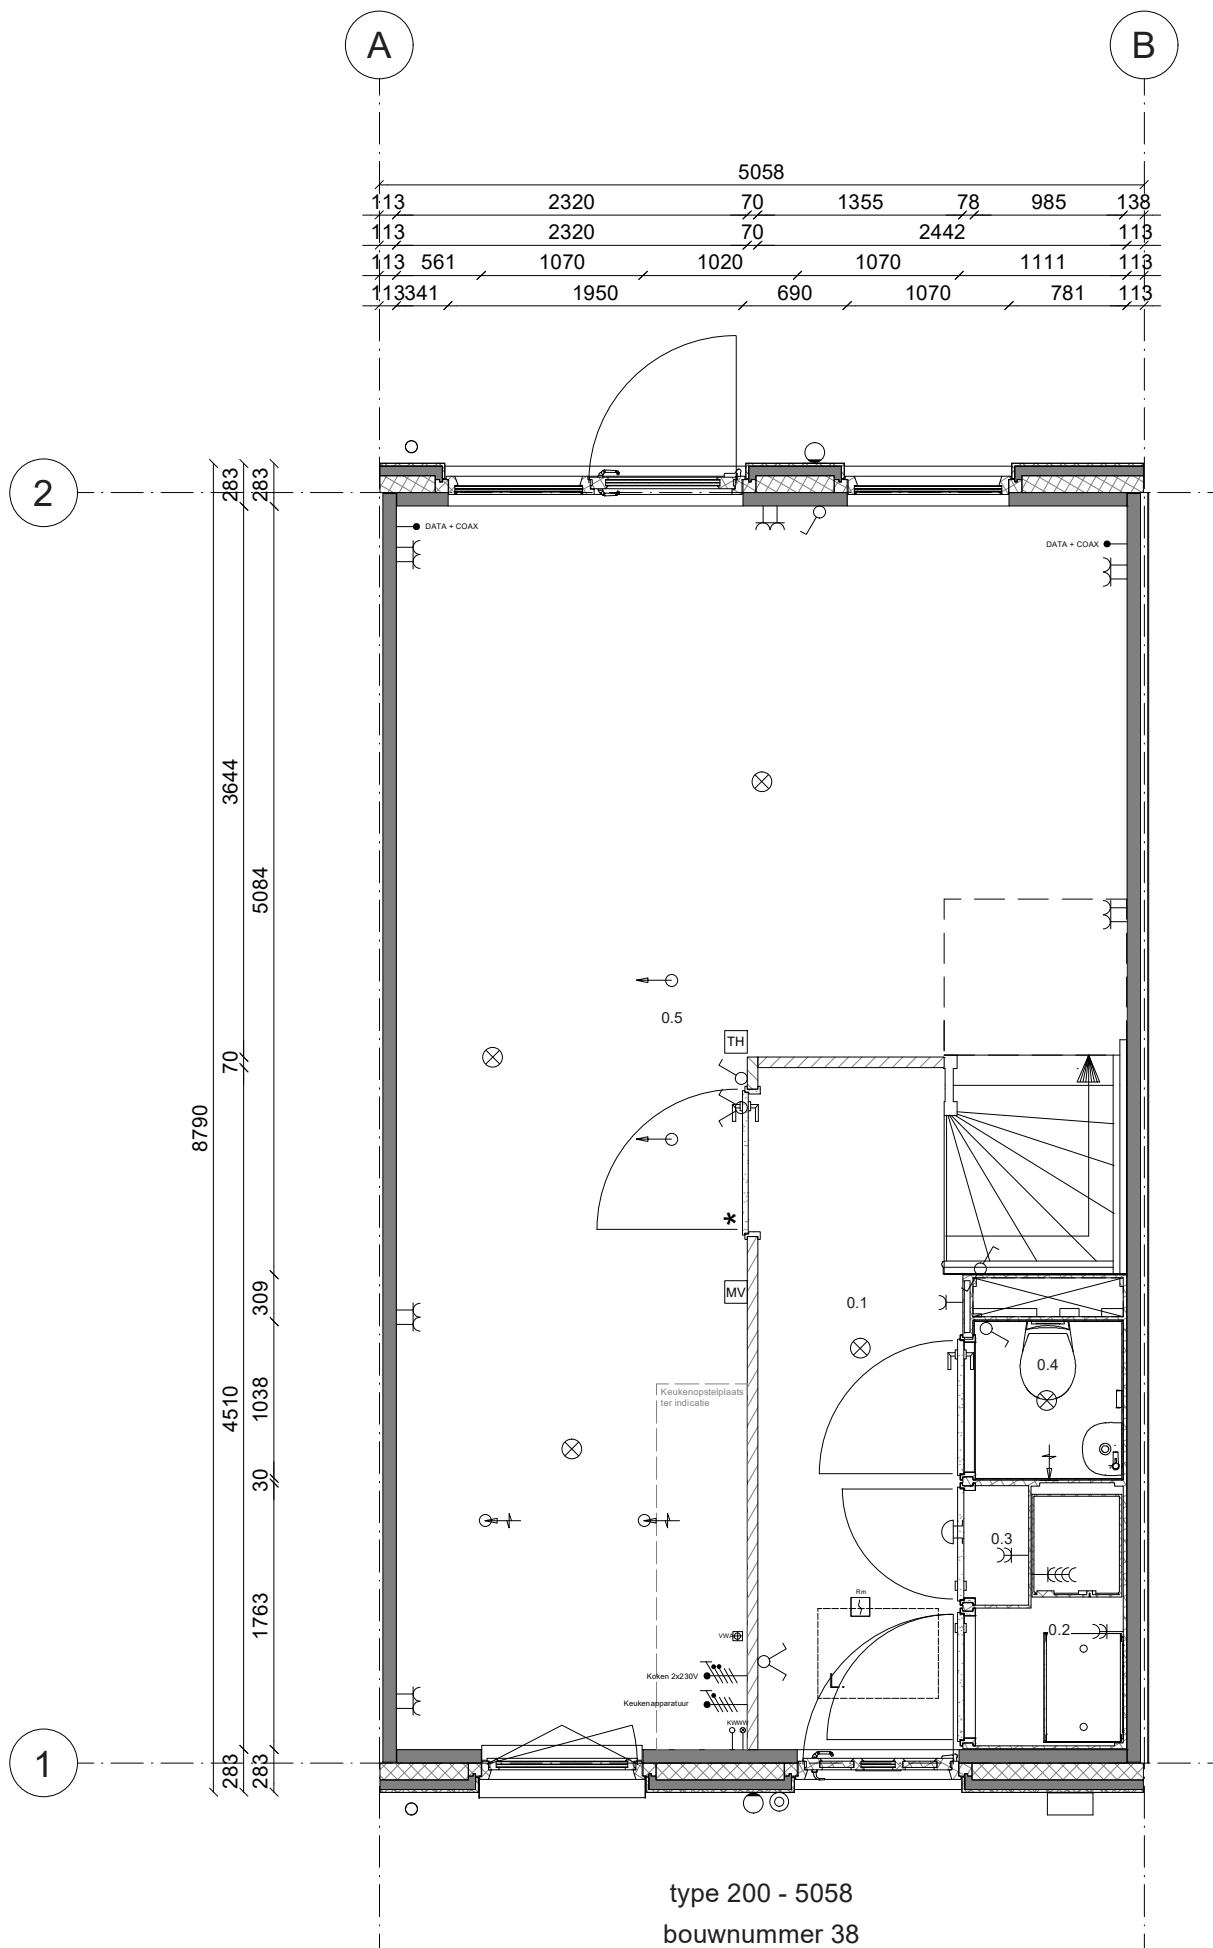 A B
5058
113 2320 70 1355 78 985 138
113 2320 70 2442 113
113 561 1070 1020 1070 1111 113
113 341 1950 690 1070 781 113
2
283 283
DATA + COAX
DATA + COAX
3644
5084
0.5
TH
70
8790
*
309
MV
0.1
0.4
Keukenopstelplaats
ter indicatie
4510
1038
30
0.3
Rm
1763
0.2
Koken 2x230V
L.
Keukenapparatuur
1
283 283
type 200 - 5058
bouwnummer 38